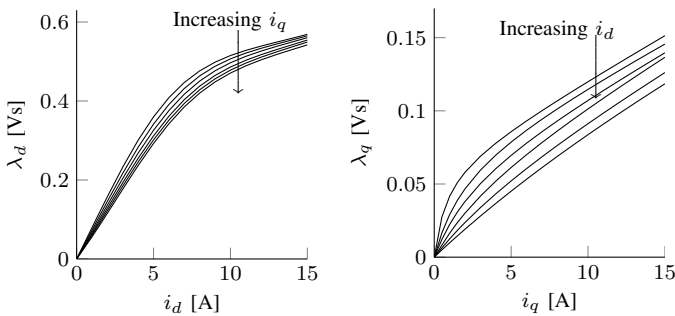 Increasing i_q
0.6
0.4
0.2
0
0 5 10 15
λ_d [Vs]
i_d [A]
Increasing i_d
0.15
0.1
0.05
0
0 5 10 15
λ_q [Vs]
i_q [A]